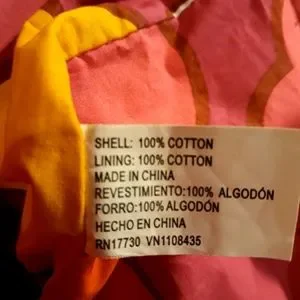 SHELL: 100% COTTON
LINING: 100% COTTON
MADE IN CHINA
REVESTIMIENTO:100% ALGODÓN
FORRO:100% ALGODÓN
HECHO EN CHINA
RN17730 VN1108435